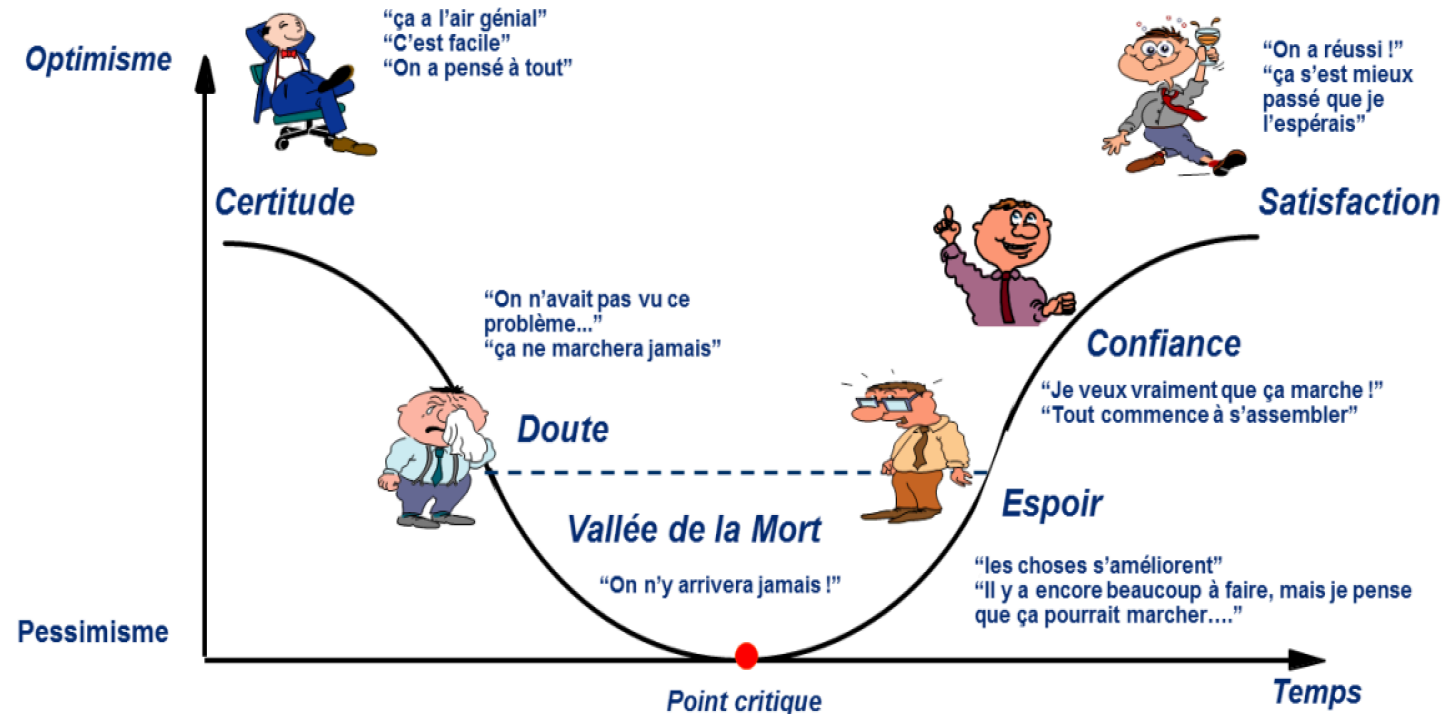 Optimisme
“ça a l’air génial”
“C’est facile”
“On a pensé à tout”
“On a réussi !”
“ça s’est mieux
passé que je
l’espérais”
Certitude
Satisfaction
“On n’avait pas vu ce
problème...”
“ça ne marchera jamais”
Confiance
“Je veux vraiment que ça marche !”
“Tout commence à s’assembler”
Doute
Vallée de la Mort
“On n’y arrivera jamais !”
Espoir
“les choses s’améliorent”
“Il y a encore beaucoup à faire, mais je pense
que ça pourrait marcher….”
Pessimisme
Point critique
Temps